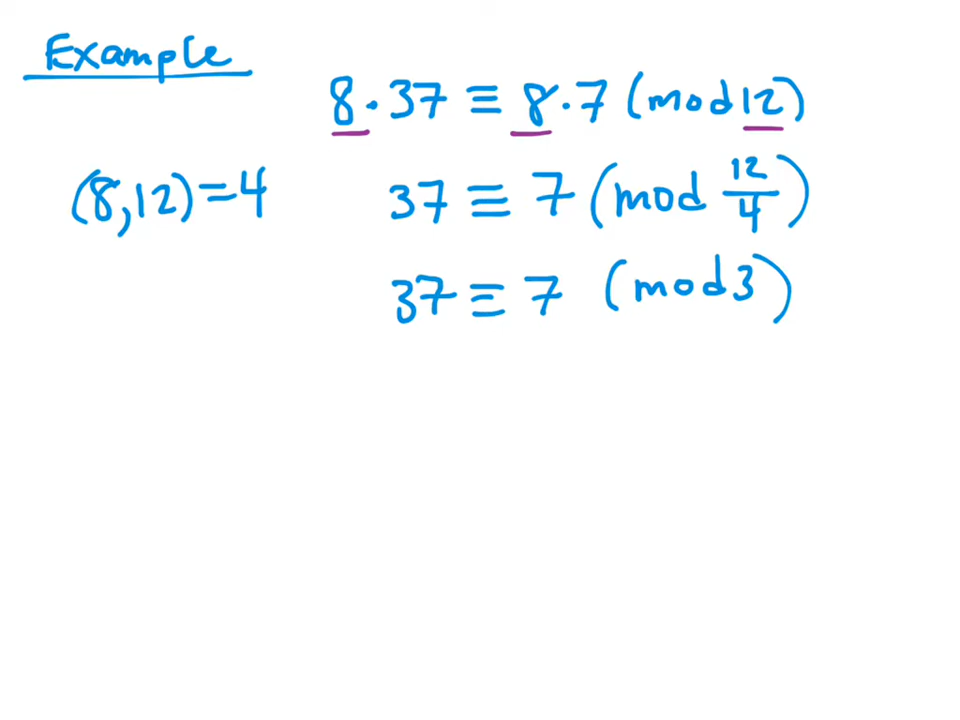 Example
8 · 37 ≡ 8 · 7 (mod 12)
(8,12) = 4
37 ≡ 7 (mod 12/4)
37 ≡ 7 (mod 3)